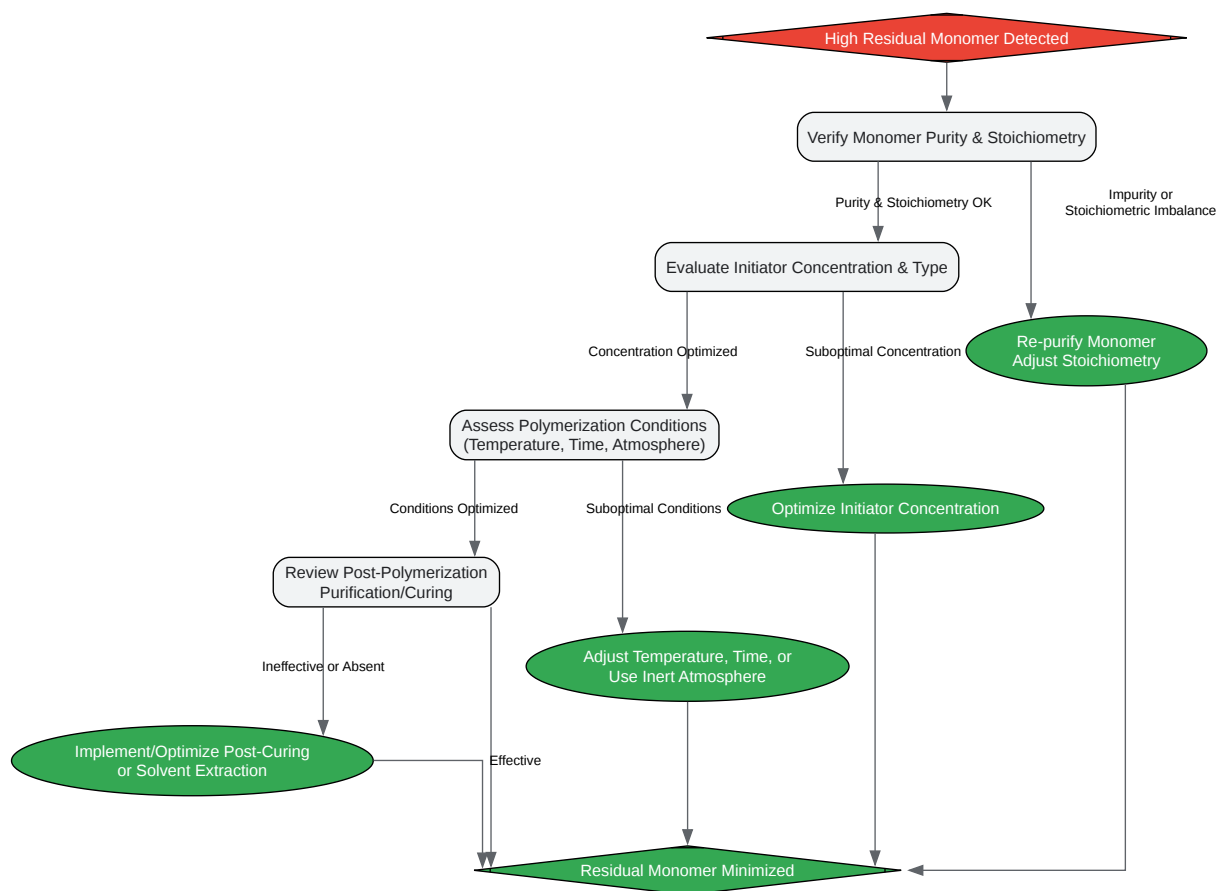 High Residual Monomer Detected
Verify Monomer Purity & Stoichiometry
Purity & Stoichiometry OK
Impurity or
Stoichiometric Imbalance
Evaluate Initiator Concentration & Type
Concentration Optimized
Suboptimal Concentration
Re-purify Monomer
Adjust Stoichiometry
Assess Polymerization Conditions
(Temperature, Time, Atmosphere)
Conditions Optimized
Suboptimal Conditions
Optimize Initiator Concentration
Review Post-Polymerization
Purification/Curing
Ineffective or Absent
Adjust Temperature, Time, or
Use Inert Atmosphere
Implement/Optimize Post-Curing
or Solvent Extraction
Effective
Residual Monomer Minimized